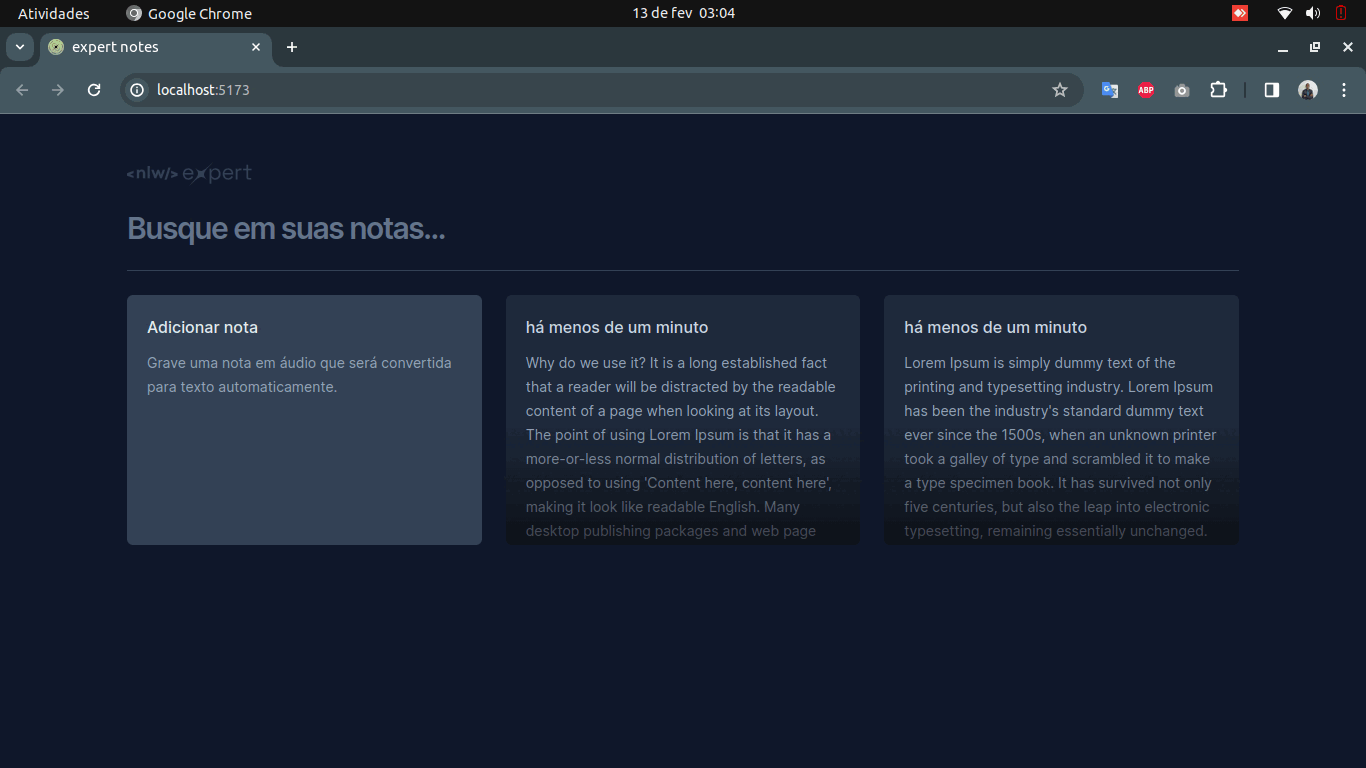 Atividades Google Chrome 13 de fev 03:04
expert notes
localhost:5173
ABP
<nlw/> expert
Busque em suas notas...
Adicionar nota
Grave uma nota em áudio que será convertida
para texto automaticamente.
há menos de um minuto
Why do we use it? It is a long established fact
that a reader will be distracted by the readable
content of a page when looking at its layout.
The point of using Lorem Ipsum is that it has a
more-or-less normal distribution of letters, as
opposed to using 'Content here, content here',
making it look like readable English. Many
desktop publishing packages and web page
há menos de um minuto
Lorem Ipsum is simply dummy text of the
printing and typesetting industry. Lorem Ipsum
has been the industry's standard dummy text
ever since the 1500s, when an unknown printer
took a galley of type and scrambled it to make
a type specimen book. It has survived not only
five centuries, but also the leap into electronic
typesetting, remaining essentially unchanged.